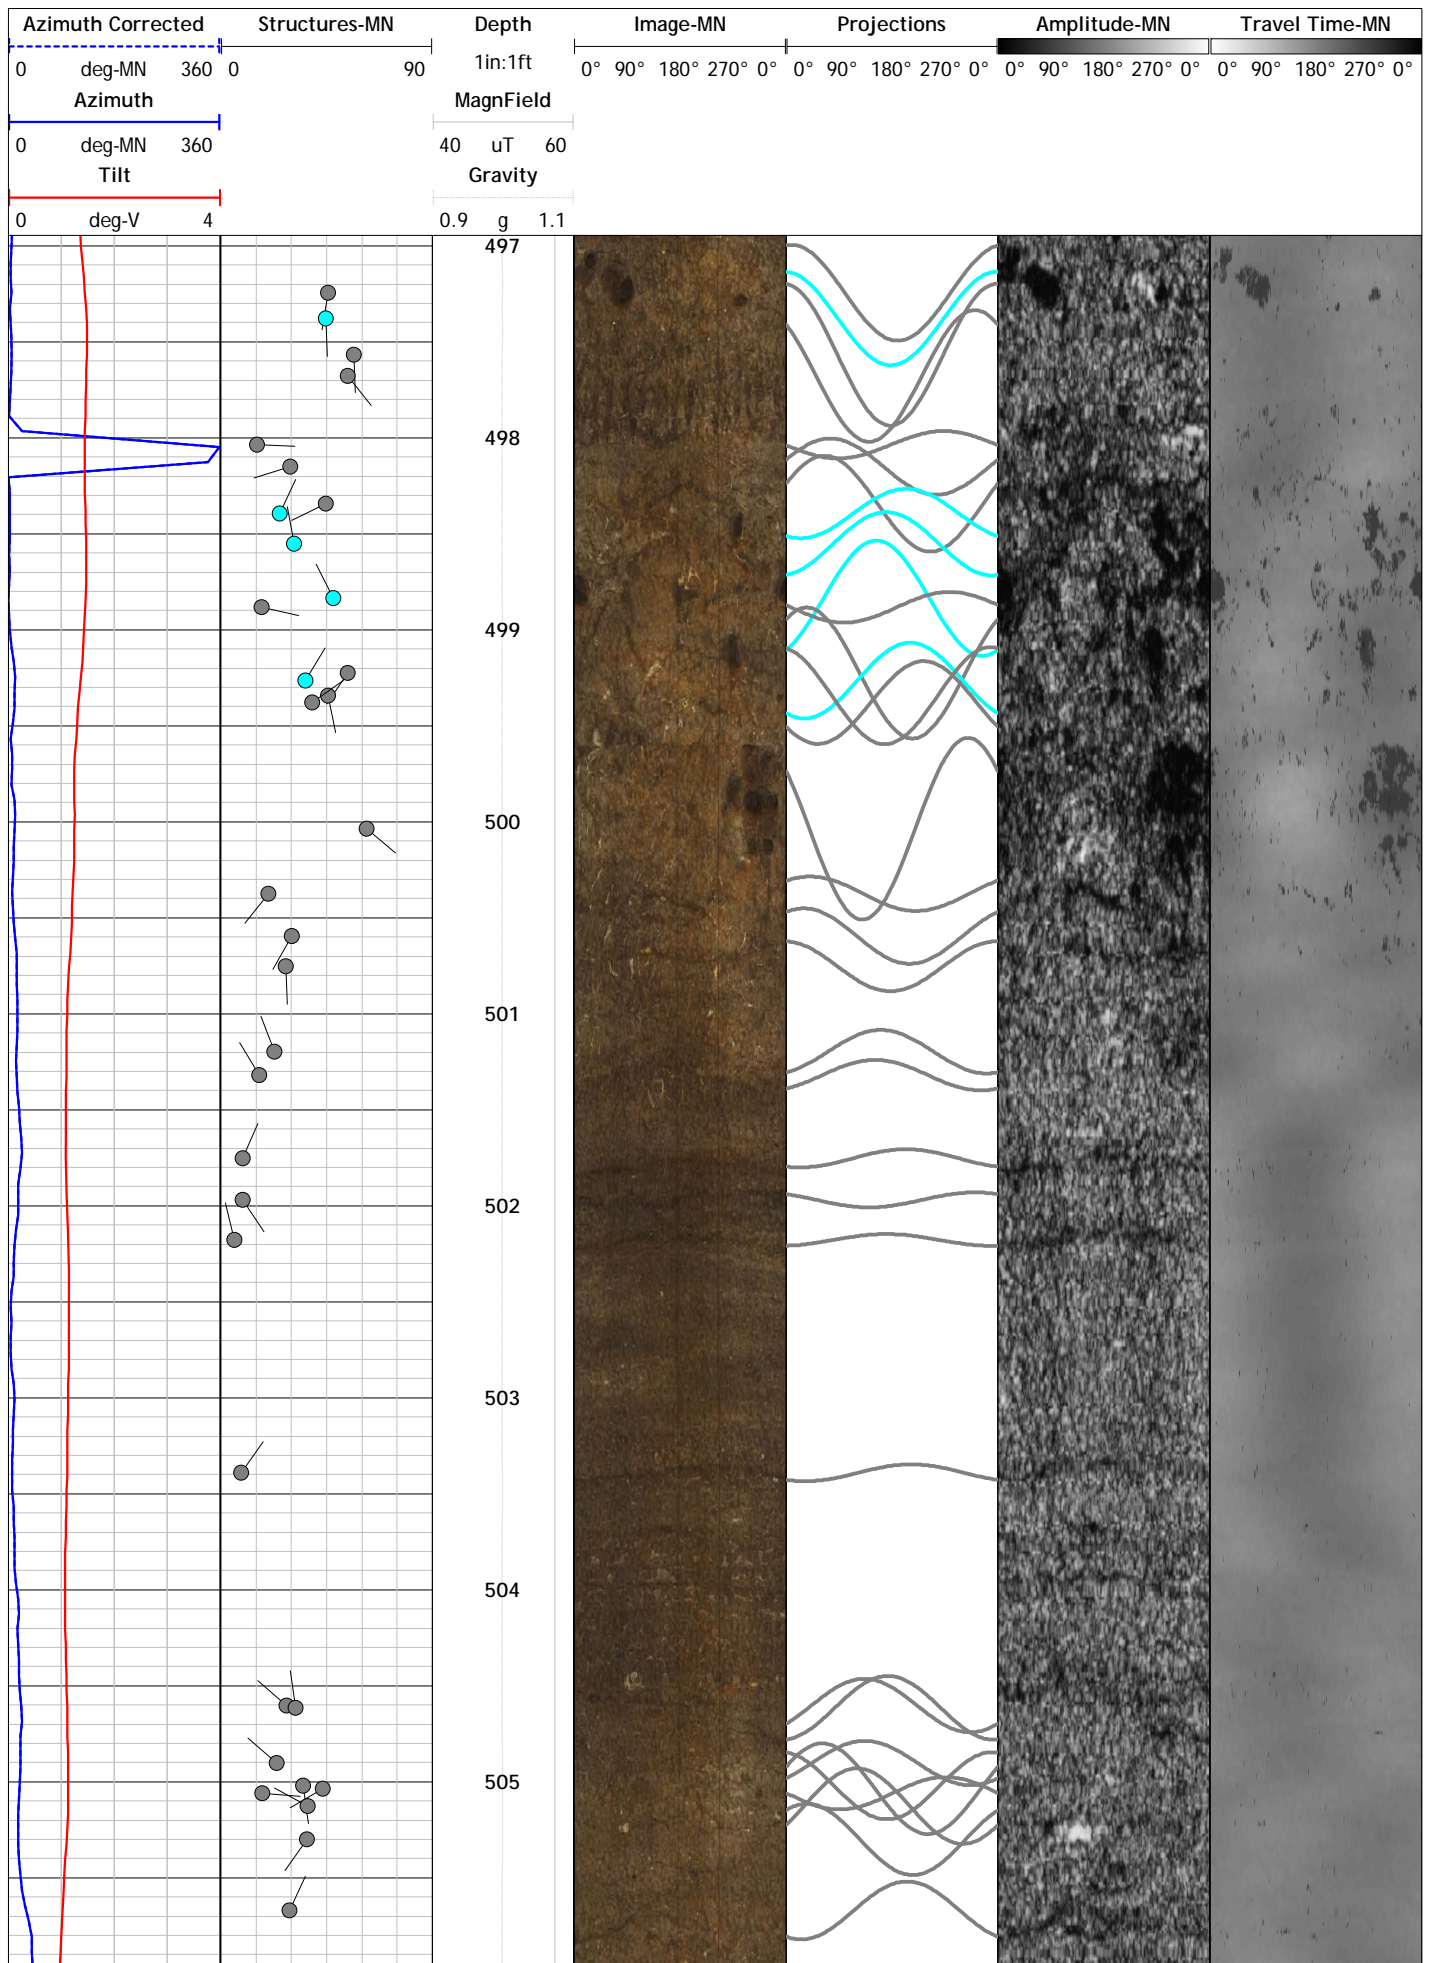 Azimuth Corrected Structures-MN Depth Image-MN Projections Amplitude-MN Travel Time-MN
0 deg-MN 360 0 90 1in:1ft 0° 90° 180° 270° 0° 0° 90° 180° 270° 0° 0° 90° 180° 270° 0° 0° 90° 180° 270° 0°
Azimuth MagnField
0 deg-MN 360 40 uT 60
Tilt Gravity
0 deg-V 4 0.9 g 1.1
497
498
499
500
501
502
503
504
505